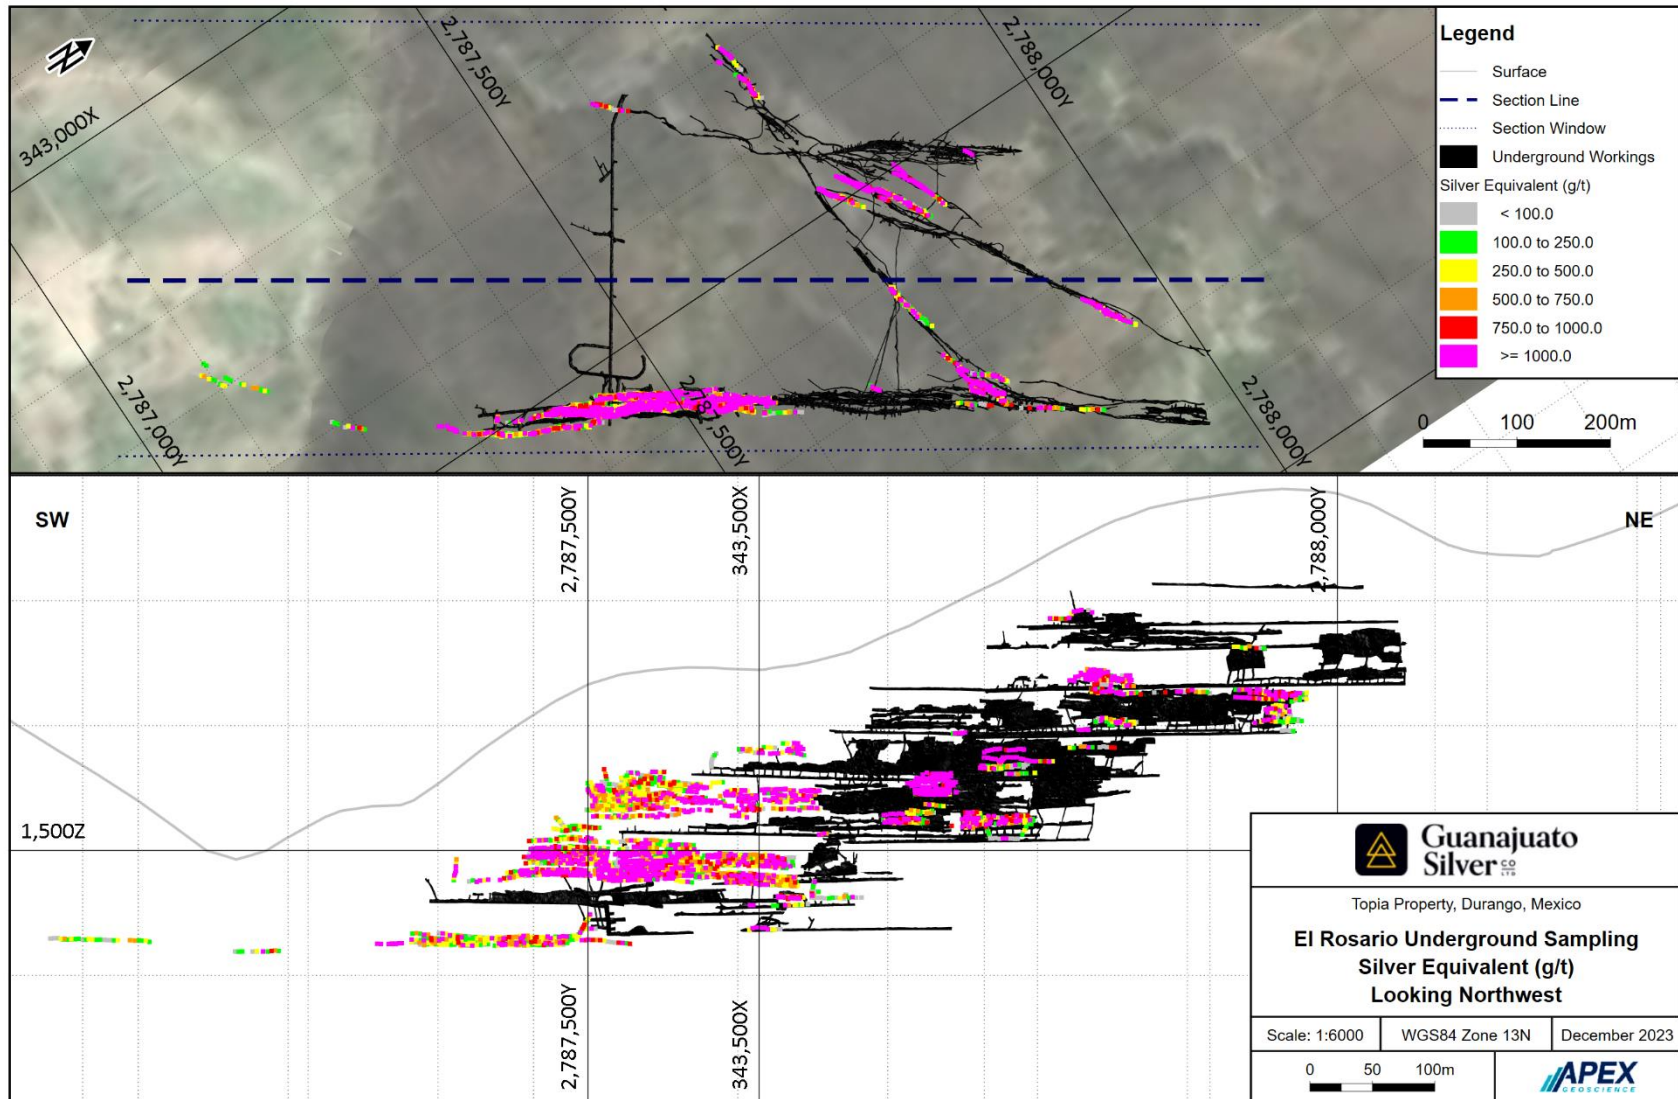 N
343,000X
2,787,500Y
2,788,000Y
2,787,000Y
2,787,500Y
2,788,000Y
Legend
Surface
Section Line
Section Window
Underground Workings
Silver Equivalent (g/t)
< 100.0
100.0 to 250.0
250.0 to 500.0
500.0 to 750.0
750.0 to 1000.0
>= 1000.0
0 100 200m
SW
NE
2,787,500Y
343,500X
2,788,000Y
1,500Z
2,787,500Y
343,500X
Guanajuato
Silver CO LTD
Topia Property, Durango, Mexico
El Rosario Underground Sampling
Silver Equivalent (g/t)
Looking Northwest
Scale: 1:6000 WGS84 Zone 13N December 2023
0 50 100m
APEX
GEOSCIENCE